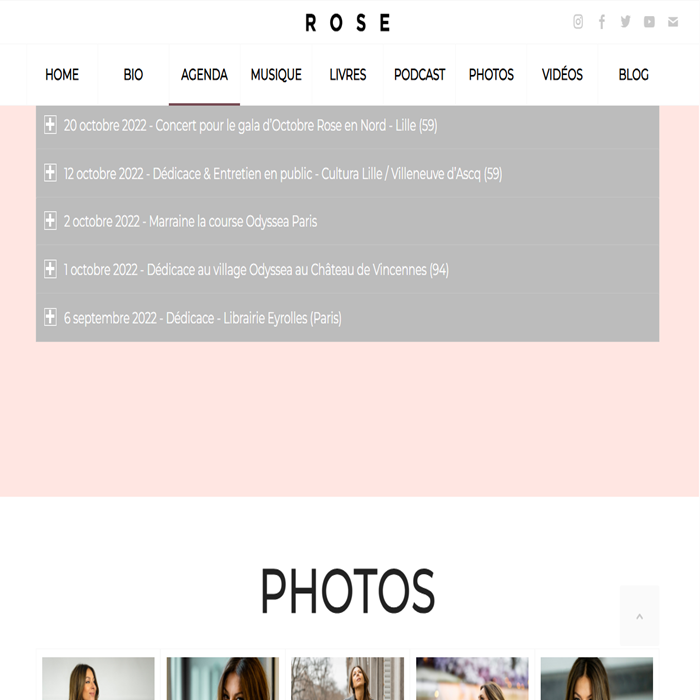 ROSE
HOME BIO AGENDA MUSIQUE LIVRES PODCAST PHOTOS VIDÉOS BLOG
20 octobre 2022 - Concert pour le gala d'Octobre Rose en Nord - Lille (59)
12 octobre 2022 - Dédicace & Entretien en public - Cultura Lille / Villeneuve d'Ascq (59)
2 octobre 2022 - Marraine la course Odyssea Paris
1 octobre 2022 - Dédicace au village Odyssea au Château de Vincennes (94)
6 septembre 2022 - Dédicace - Librairie Eyrolles (Paris)
PHOTOS